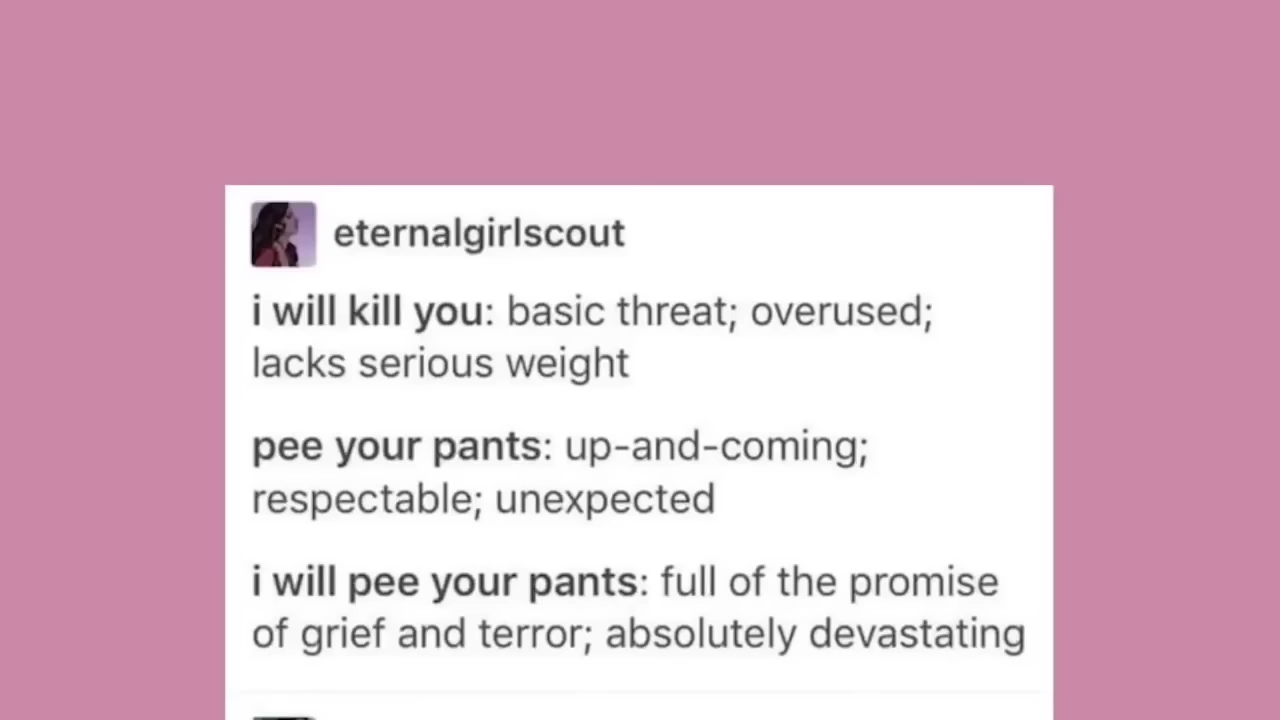 eternalgirlscout
i will kill you: basic threat; overused;
lacks serious weight
pee your pants: up-and-coming;
respectable; unexpected
i will pee your pants: full of the promise
of grief and terror; absolutely devastating